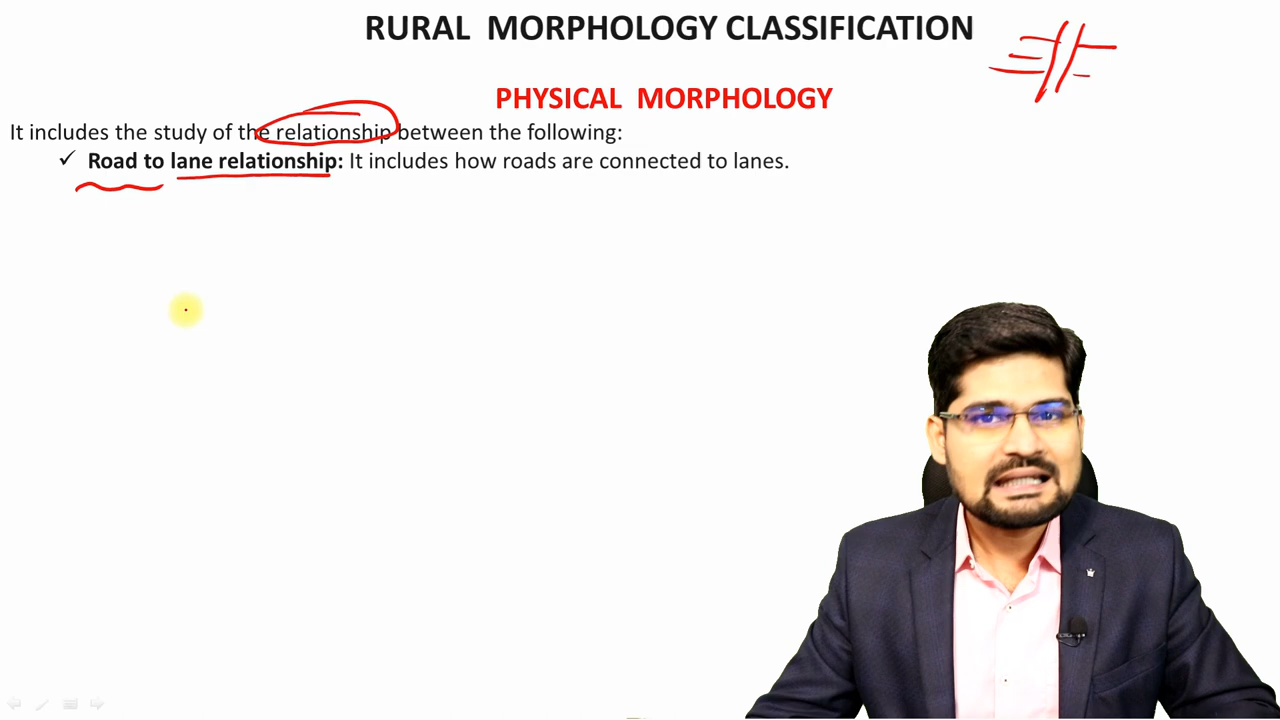 RURAL MORPHOLOGY CLASSIFICATION
PHYSICAL MORPHOLOGY
It includes the study of the relationship between the following:
✓ Road to lane relationship: It includes how roads are connected to lanes.